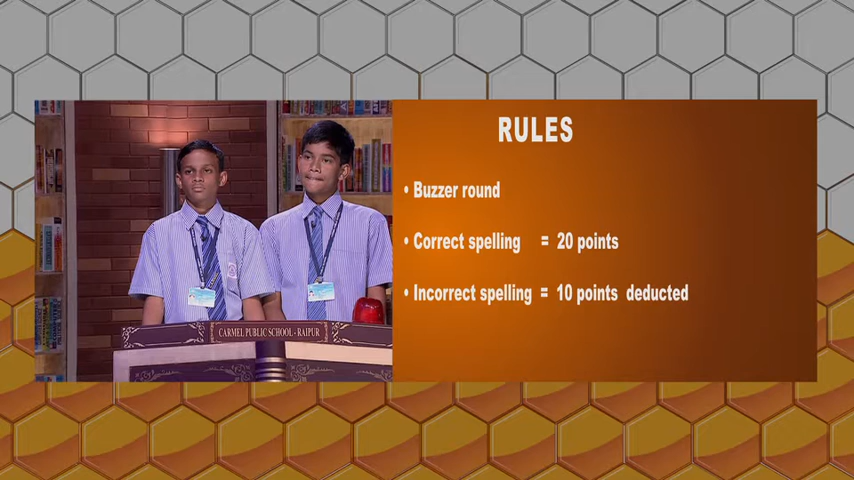 RULES
• Buzzer round
• Correct spelling = 20 points
• Incorrect spelling = 10 points deducted
CARMEL PUBLIC SCHOOL - RAIPUR